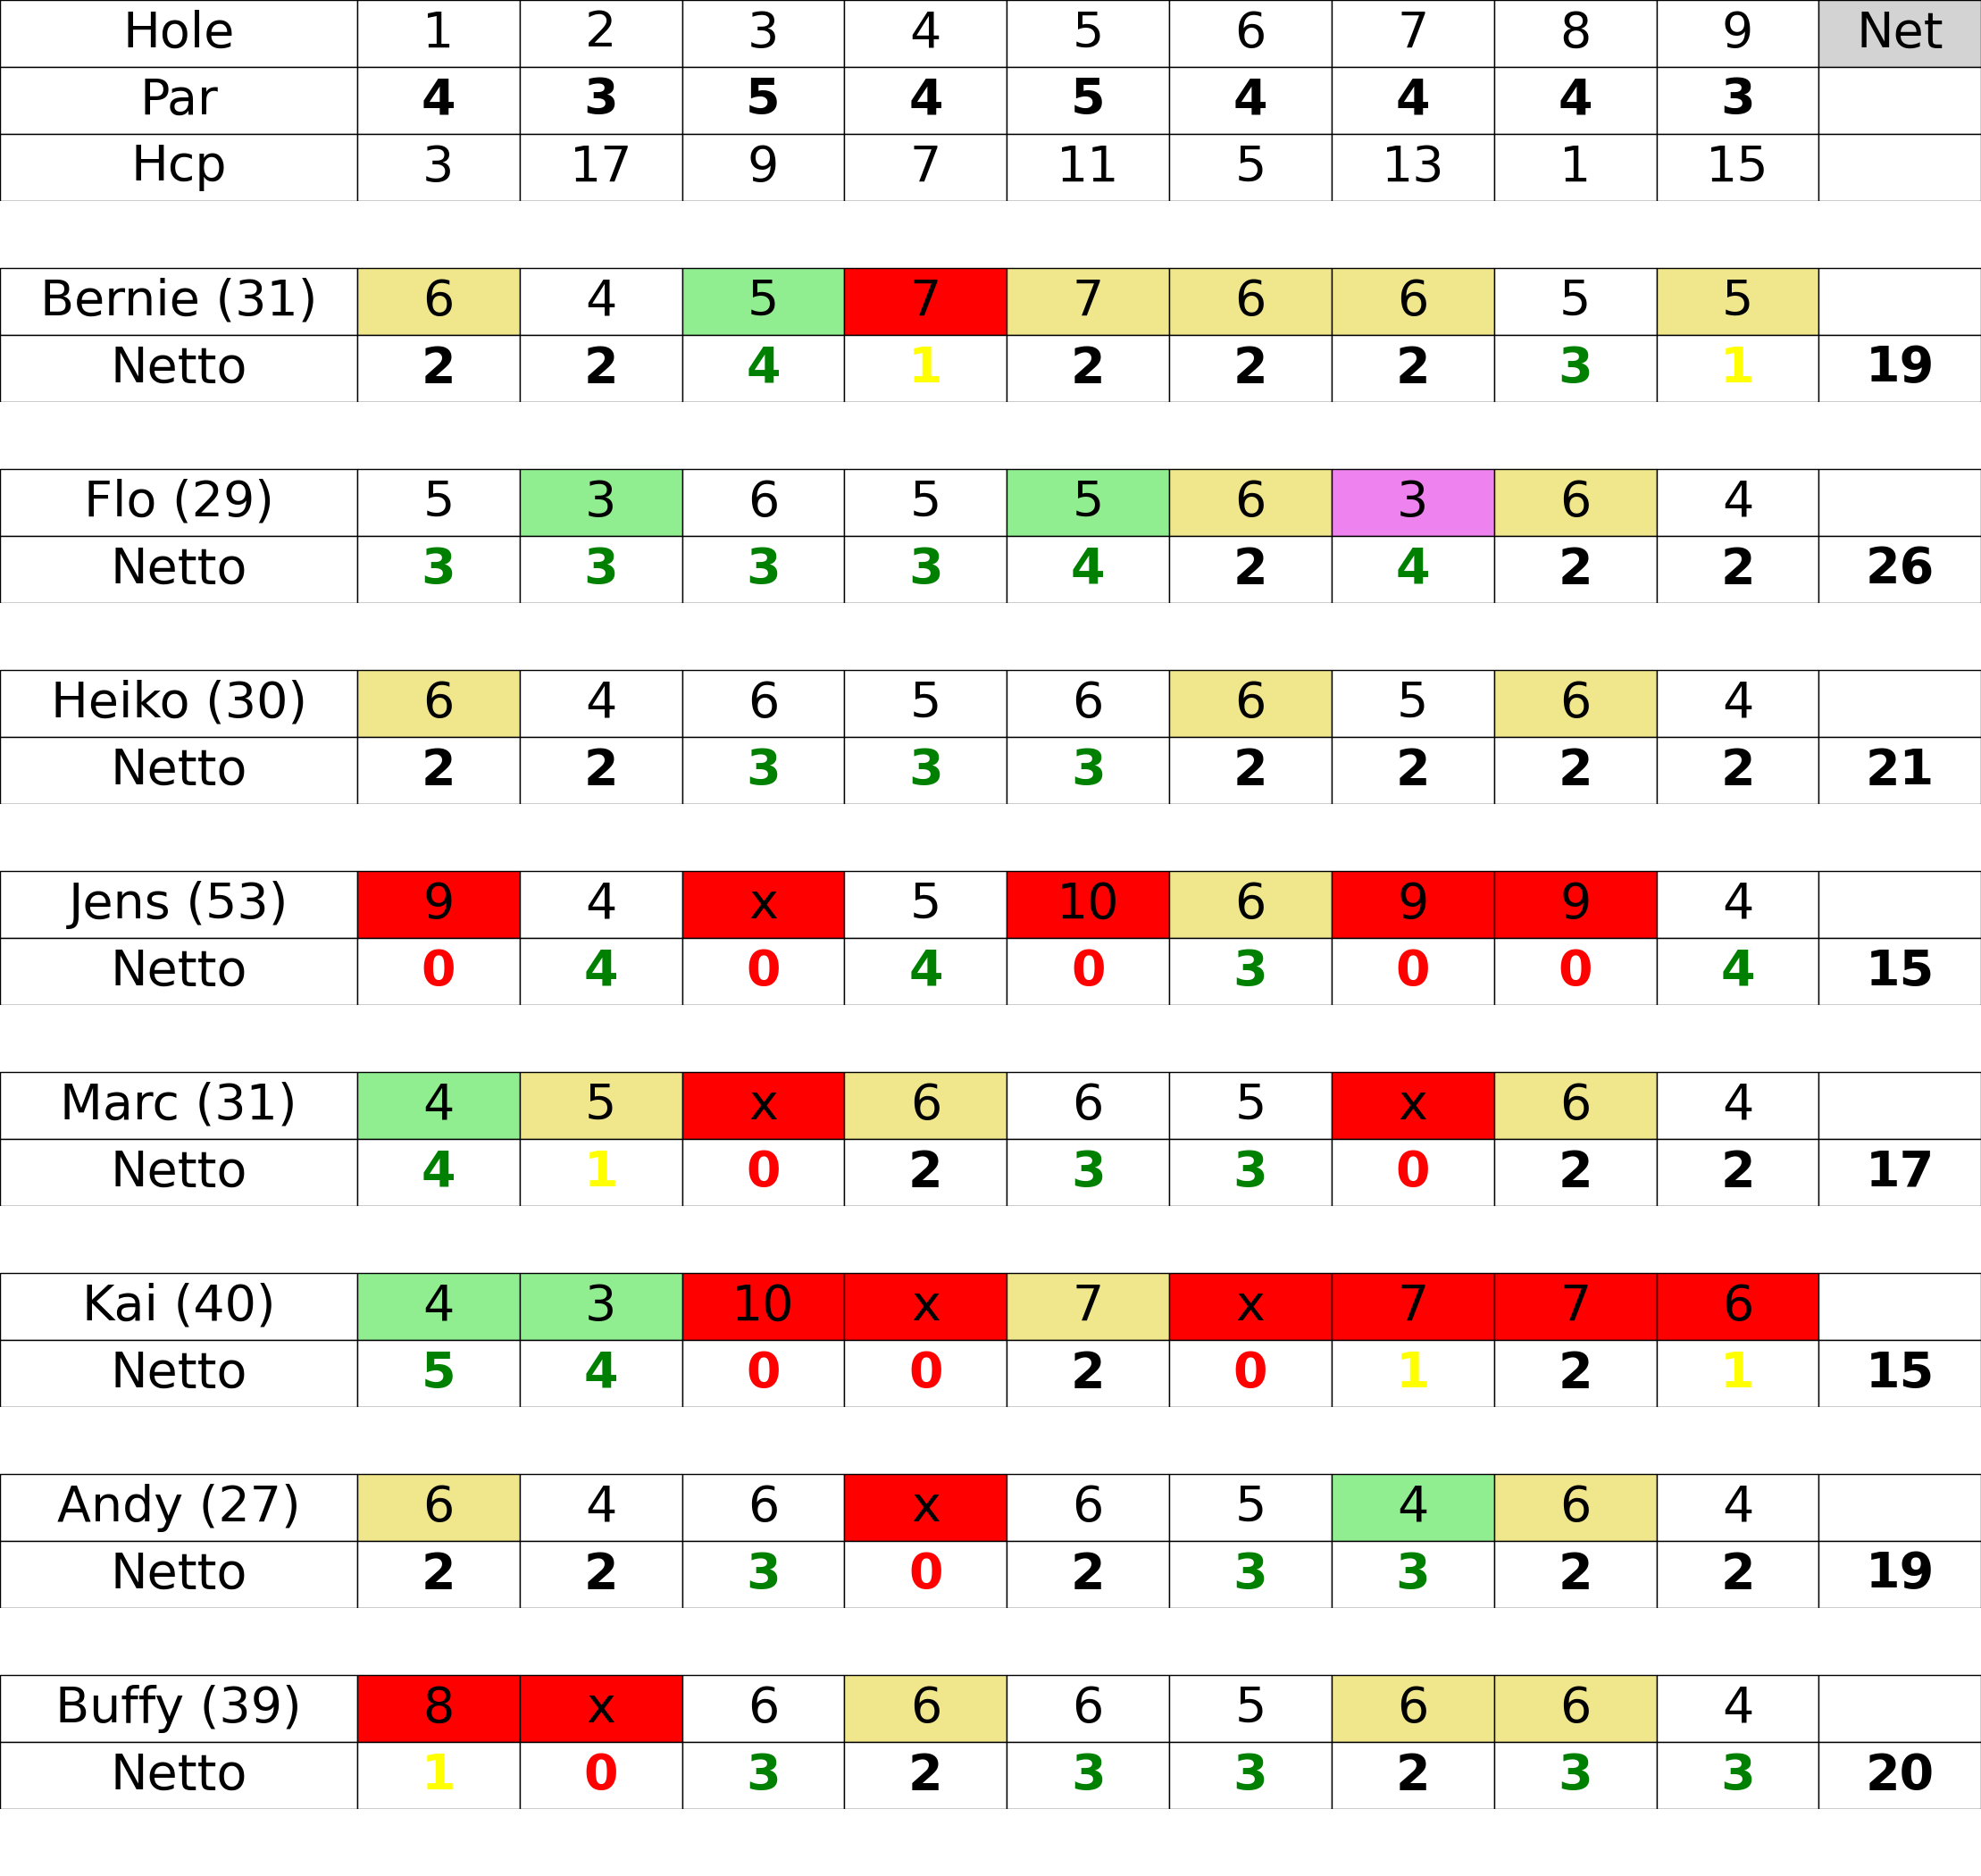 Hole 1 2 3 4 5 6 7 8 9 Net
Par 4 3 5 4 5 4 4 4 3
Hcp 3 17 9 7 11 5 13 1 15
Bernie (31) 6 4 5 7 7 6 6 5 5
Netto 2 2 4 1 2 2 2 3 1 19
Flo (29) 5 3 6 5 5 6 3 6 4
Netto 3 3 3 3 4 2 4 2 2 26
Heiko (30) 6 4 6 5 6 6 5 6 4
Netto 2 2 3 3 3 2 2 2 2 21
Jens (53) 9 4 x 5 10 6 9 9 4
Netto 0 4 0 4 0 3 0 0 4 15
Marc (31) 4 5 x 6 6 5 x 6 4
Netto 4 1 0 2 3 3 0 2 2 17
Kai (40) 4 3 10 x 7 x 7 7 6
Netto 5 4 0 0 2 0 1 2 1 15
Andy (27) 6 4 6 x 6 5 4 6 4
Netto 2 2 3 0 2 3 3 2 2 19
Buffy (39) 8 x 6 6 6 5 6 6 4
Netto 1 0 3 2 3 3 2 3 3 20